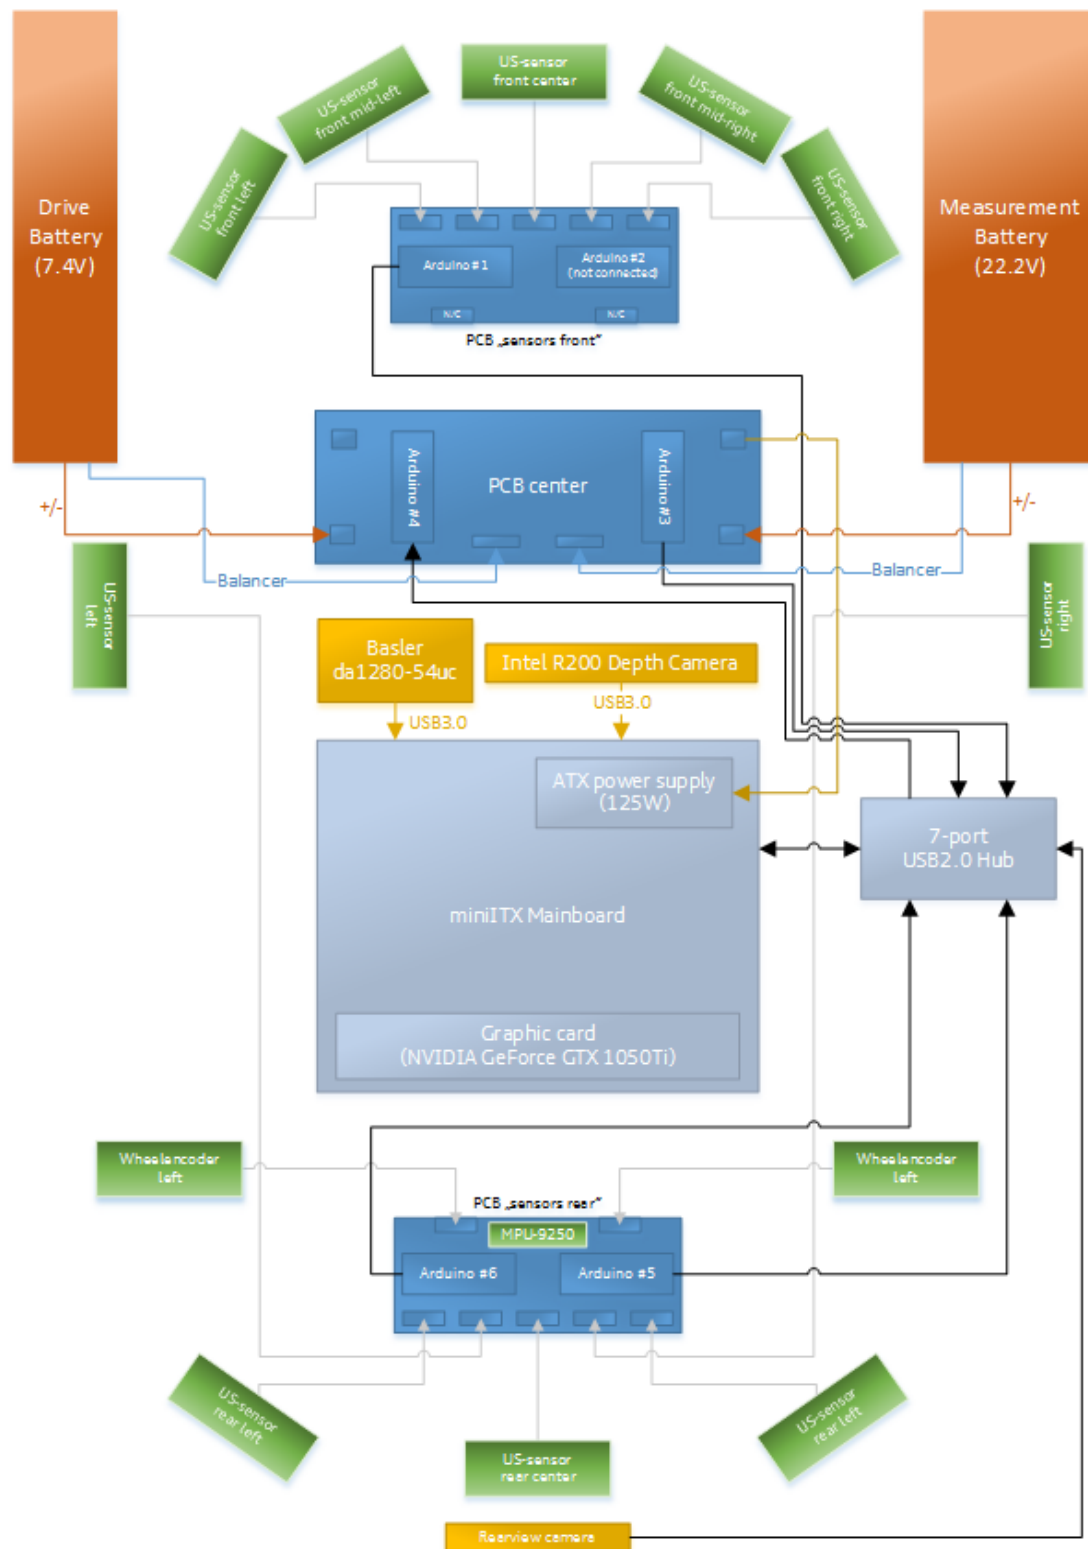 US-sensor
front center
US-sensor
front mid-left
US-sensor
front mid-right
US-sensor
front left
US-sensor
front right
Drive
Battery
(7.4V)
Measurement
Battery
(22.2V)
Arduino #1
Arduino #2
(not connected)
N/C
N/C
PCB „sensors front"
+/-
Arduino #4
PCB center
Arduino #3
+/-
Balancer
Balancer
US-sensor
left
US-sensor
right
Basler
da1280-54uc
Intel R200 Depth Camera
USB3.0
USB3.0
ATX power supply
(125W)
7-port
USB2.0 Hub
miniITX Mainboard
Graphic card
(NVIDIA GeForce GTX 1050Ti)
Wheelencoder
left
Wheelencoder
left
PCB „sensors rear"
MPU-9250
Arduino #6
Arduino #5
US-sensor
rear left
US-sensor
rear left
US-sensor
rear center
Rearview camera